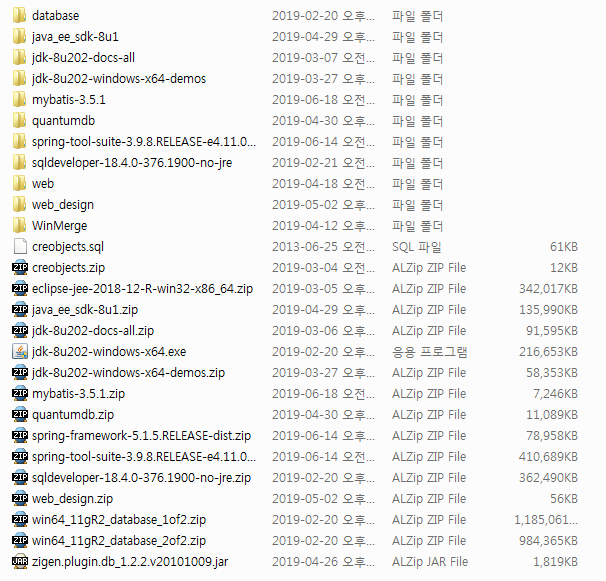 database 2019-02-20 오후... 파일 폴더
java_ee_sdk-8u1 2019-04-29 오전... 파일 폴더
jdk-8u202-docs-all 2019-03-07 오전... 파일 폴더
jdk-8u202-windows-x64-demos 2019-03-27 오전... 파일 폴더
mybatis-3.5.1 2019-06-18 오전... 파일 폴더
quantumdb 2019-04-30 오후... 파일 폴더
spring-tool-suite-3.9.8.RELEASE-e4.11.0... 2019-06-14 오전... 파일 폴더
sqldeveloper-18.4.0-376.1900-no-jre 2019-02-21 오전... 파일 폴더
web 2019-04-18 오전... 파일 폴더
web_design 2019-05-02 오후... 파일 폴더
WinMerge 2019-04-12 오후... 파일 폴더
creobjects.sql 2013-06-25 오전... SQL 파일 61KB
creobjects.zip 2019-03-04 오전... ALZip ZIP File 12KB
eclipse-jee-2018-12-R-win32-x86_64.zip 2019-02-20 오후... ALZip ZIP File 342,017KB
java_ee_sdk-8u1.zip 2019-04-29 오전... ALZip ZIP File 135,990KB
jdk-8u202-docs-all.zip 2019-03-06 오후... ALZip ZIP File 91,595KB
jdk-8u202-windows-x64.exe 2019-02-20 오후... 응용 프로그램 216,653KB
jdk-8u202-windows-x64-demos.zip 2019-03-27 오전... ALZip ZIP File 58,353KB
mybatis-3.5.1.zip 2019-06-18 오전... ALZip ZIP File 7,246KB
quantumdb.zip 2019-04-30 오후... ALZip ZIP File 11,089KB
spring-framework-5.1.5.RELEASE-dist.zip 2019-06-14 오후... ALZip ZIP File 78,958KB
spring-tool-suite-3.9.8.RELEASE-e4.11.0... 2019-06-14 오전... ALZip ZIP File 410,689KB
sqldeveloper-18.4.0-376.1900-no-jre.zip 2019-02-20 오후... ALZip ZIP File 362,490KB
web_design.zip 2019-05-02 오후... ALZip ZIP File 56KB
win64_11gR2_database_1of2.zip 2019-02-20 오후... ALZip ZIP File 1,185,061...
win64_11gR2_database_2of2.zip 2019-02-20 오후... ALZip ZIP File 984,365KB
zigen.plugin.db_1.2.2.v20101009.jar 2019-04-26 오후... ALZip JAR File 1,819KB